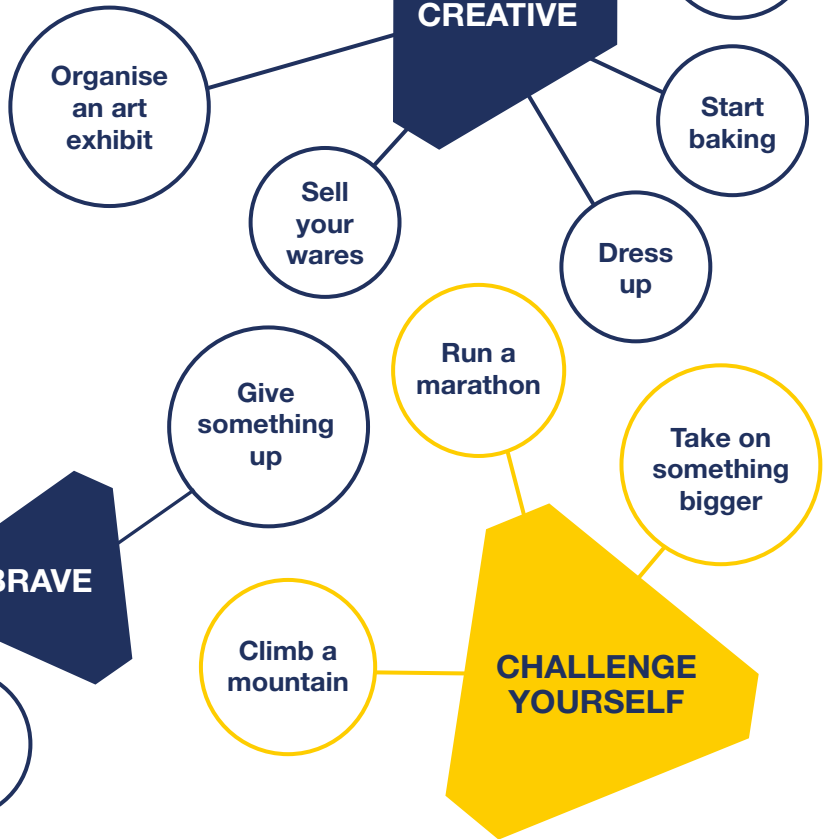 CREATIVE
Organise
an art
exhibit
Start
baking
Sell
your
wares
Dress
up
Run a
marathon
Give
something
up
Take on
something
bigger
BRAVE
Climb a
mountain
CHALLENGE
YOURSELF